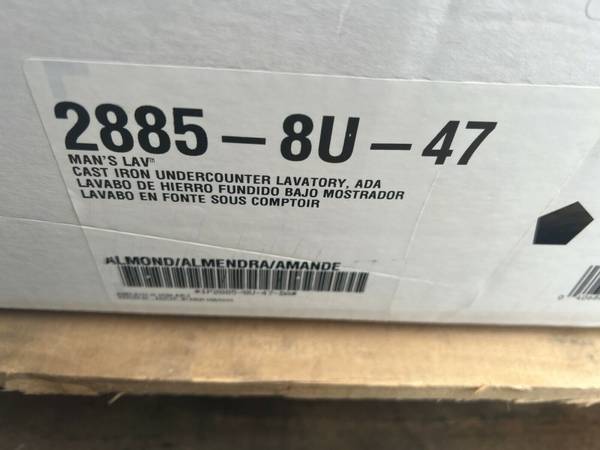 2885-8U-47
MAN'S LAV™
CAST IRON UNDERCOUNTER LAVATORY, ADA
LAVABO DE HIERRO FUNDIDO BAJO MOSTRADOR
LAVABO EN FONTE SOUS COMPTOIR
ALMOND/ALMENDRA/AMANDE